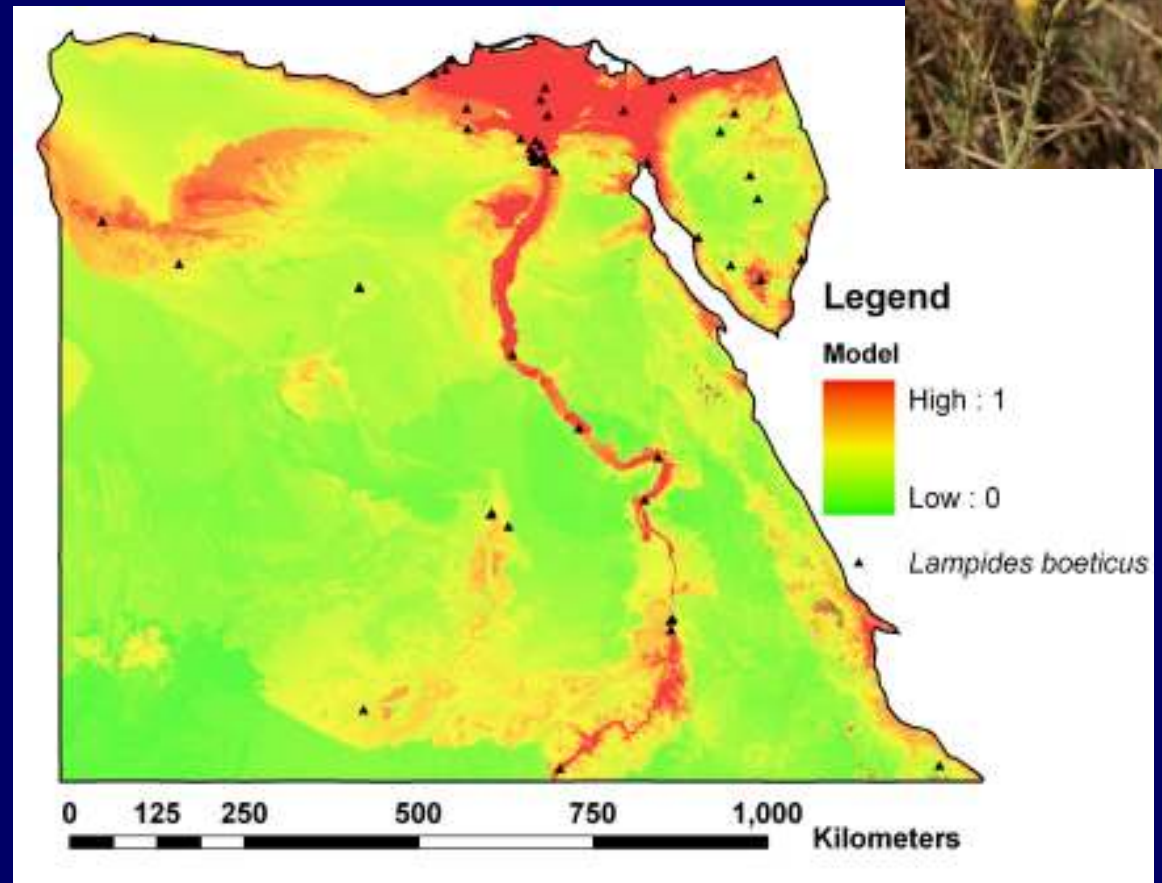 Legend
Model
High : 1
Low : 0
Lampides boeticus
0 125 250 500 750 1,000
Kilometers